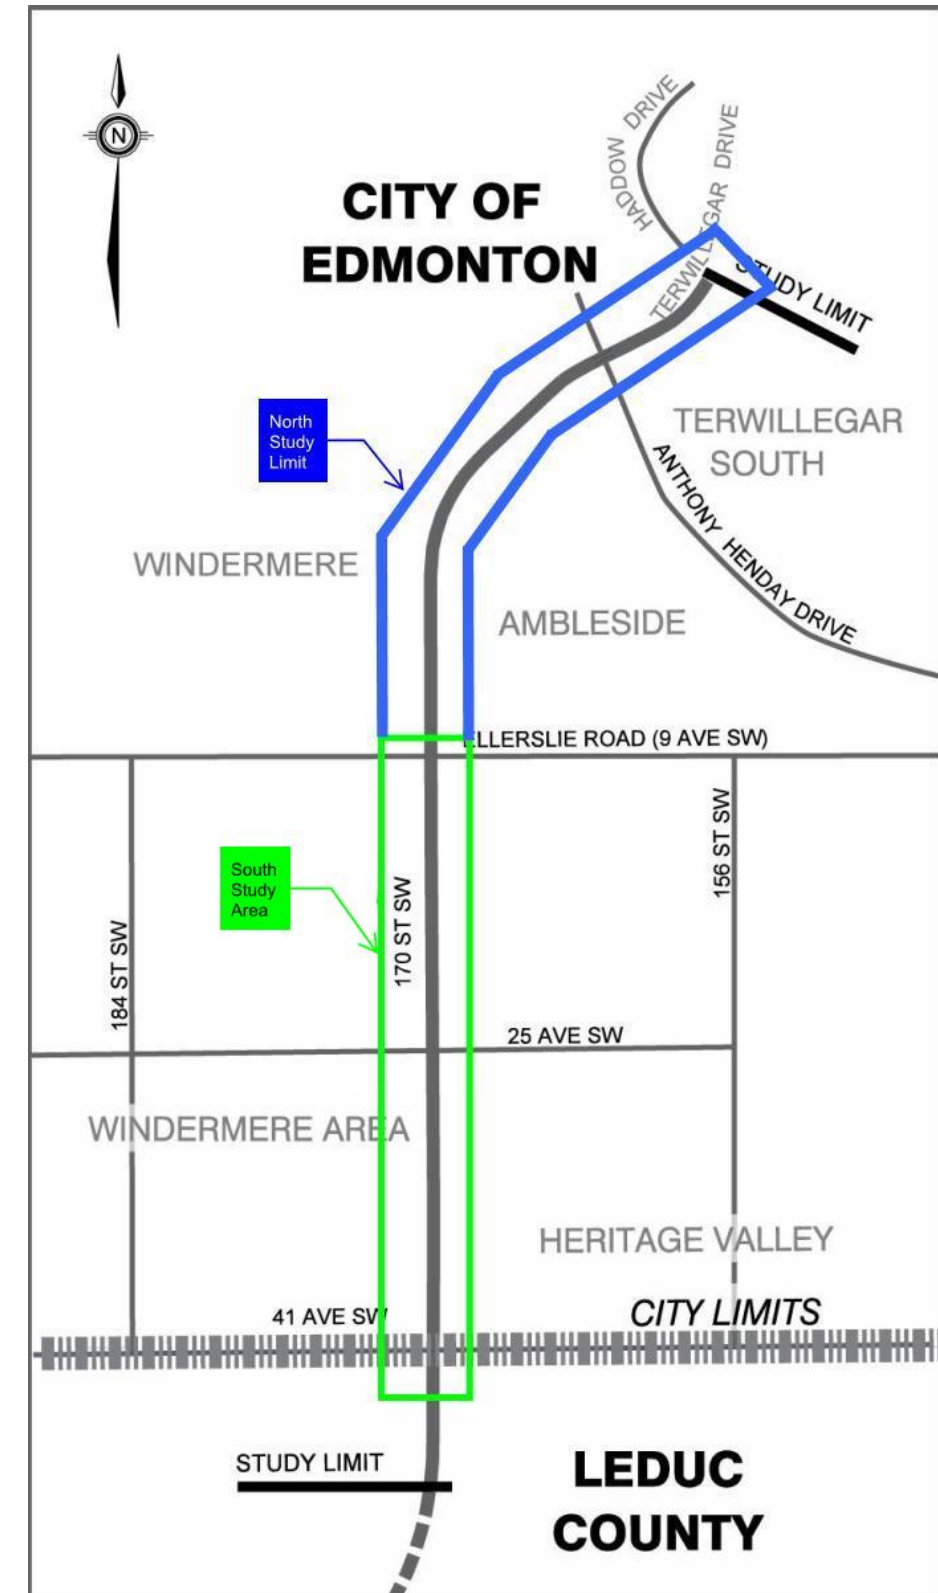 HADDOW DRIVE
TERWILLEGAR DRIVE
N
CITY OF
EDMONTON
STUDY LIMIT
North
Study
Limit
TERWILLEGAR
SOUTH
ANTHONY HENDAY DRIVE
WINDERMERE
AMBLESIDE
ELLERSLIE ROAD (9 AVE SW)
156 ST SW
South
Study
Area
170 ST SW
184 ST SW
25 AVE SW
WINDERMERE AREA
HERITAGE VALLEY
41 AVE SW
CITY LIMITS
STUDY LIMIT
LEDUC
COUNTY